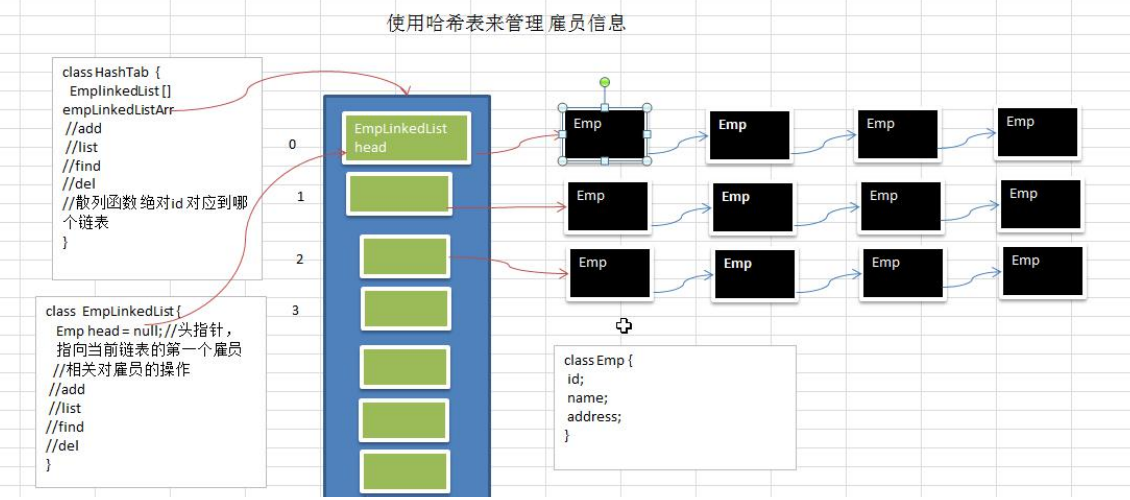 使用哈希表来管理 雇员信息
class HashTab {
EmplinkedList []
empLinkedListArr
//add
//list
//find
//del
//散列函数 绝对id 对应到哪
个链表
}
class EmpLinkedList {
Emp head = null; //头指针，
指向当前链表的第一个雇员
//相关对雇员的操作
//add
//list
//find
//del
}
0
EmpLinkedList
head
Emp
Emp
Emp
Emp
1
Emp
Emp
Emp
Emp
2
Emp
Emp
Emp
Emp
3
class Emp {
id;
name;
address;
}